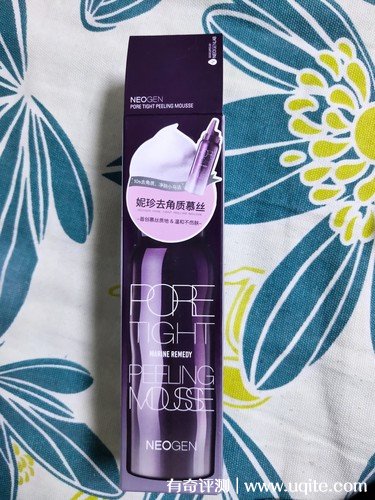 NEOGENLAB
NEOGEN
PORE TIGHT PEELING MOUSSE
妮珍去角质慕丝
PORE
TIGHT
MARINE REMEDY
PEELING
MOUSSE
NEOGEN
有奇评测 | www.uqite.com